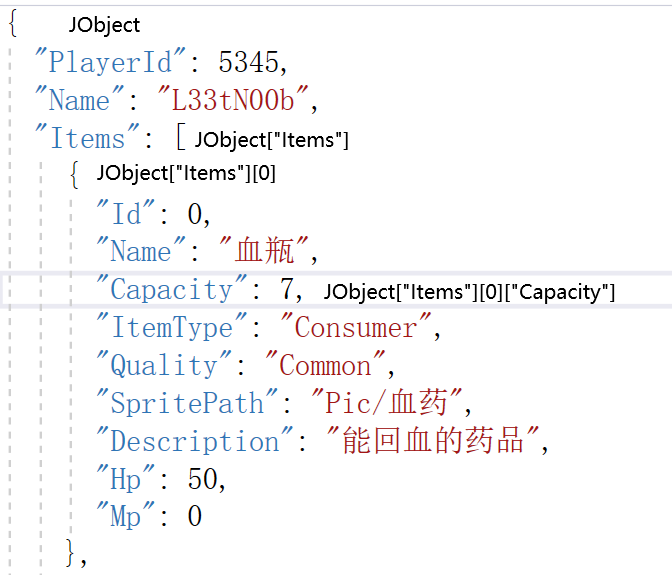 { JObject
"PlayerId": 5345,
"Name": "L33tN00b",
"Items": [ JObject["Items"]
{ JObject["Items"][0]
"Id": 0,
"Name": "血瓶",
"Capacity": 7, JObject["Items"][0]["Capacity"]
"ItemType": "Consumer",
"Quality": "Common",
"SpritePath": "Pic/血药",
"Description": "能回血的药品",
"Hp": 50,
"Mp": 0
},